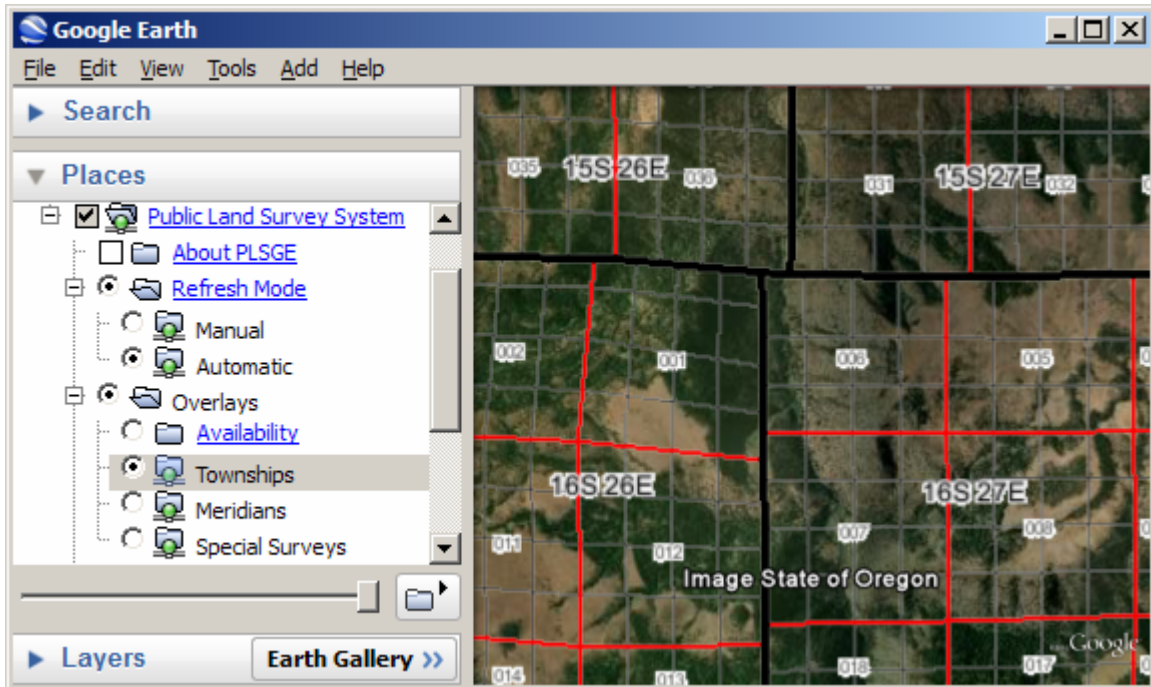 Google Earth
File Edit View Tools Add Help
Search
Places
Public Land Survey System
About PLSGE
Refresh Mode
Manual
Automatic
Overlays
Availability
Townships
Meridians
Special Surveys
Layers
Earth Gallery »
035 15S 26E 036 031 15S 27E 032
002 001 006 005
16S 26E 16S 27E
011 012 007 008
Image State of Oregon
Google
014 013 018 017